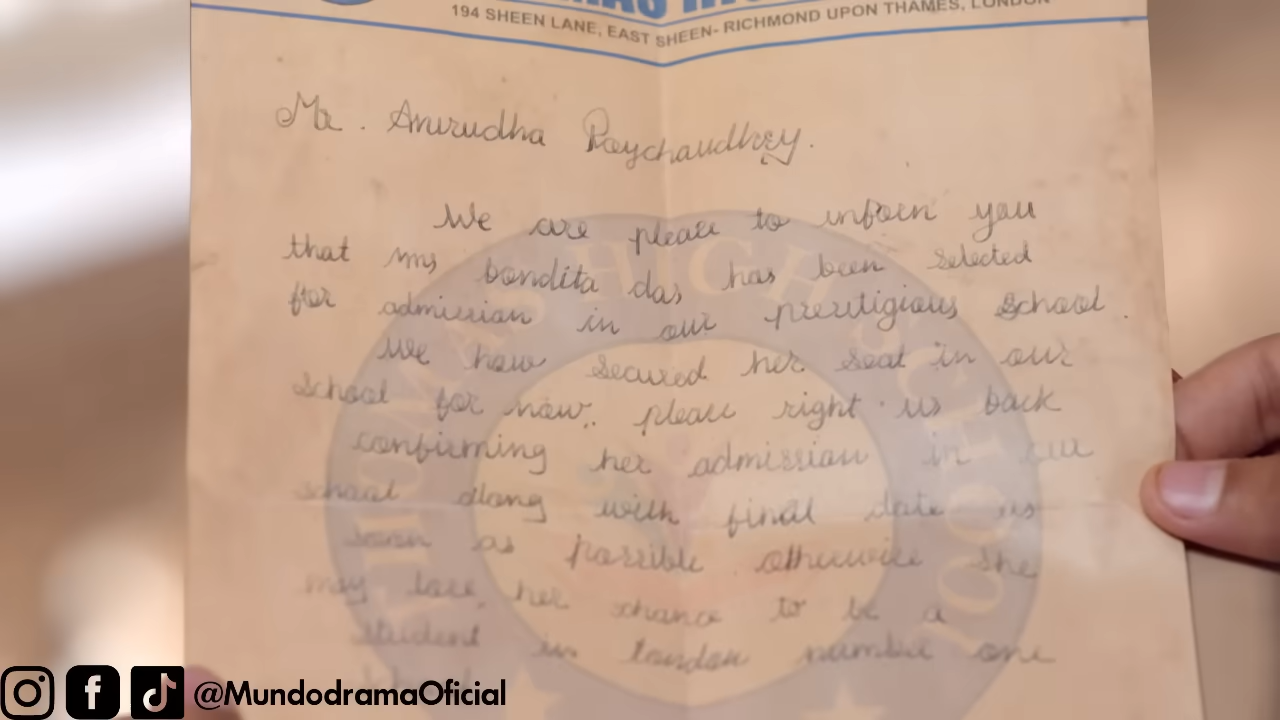 194 SHEEN LANE, EAST SHEEN- RICHMOND UPON THAMES, LONDON
Mr. Anirudha Roychaudhry.
We are please to inform you
that ms bondita das has been selected
for admission in our prestigious School.
We have secured her seat in our
School for now. please right us back
confirming her admission in our
school along with final date as
soon as possible otherwise she
may lose her chance to be a
student in london number one
THOMAS HIGH SCHOOL
@MundodramaOficial